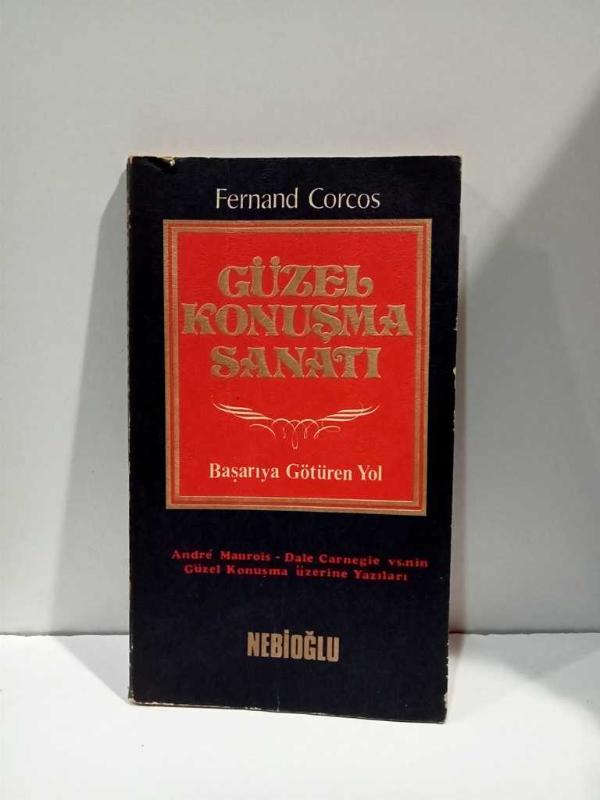 Fernand Corcos
GÜZEL
KONUŞMA
SANATI
Başarıya Götüren Yol
André Maurois - Dale Carnegie vs.nin
Güzel Konuşma üzerine Yazıları
NEBİOĞLU